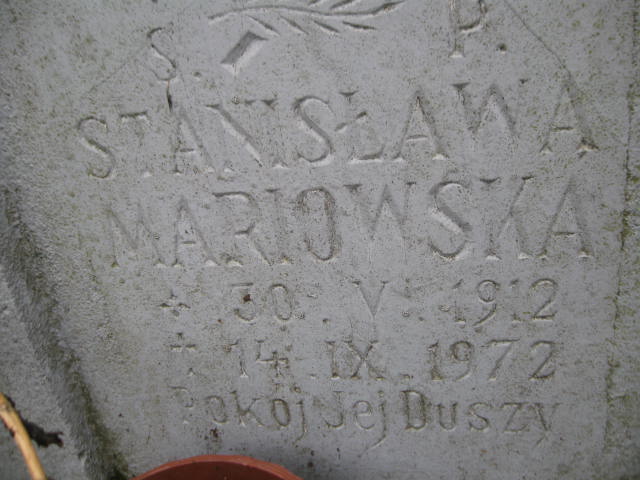 Ś. P.
STANISŁAWA
MARIOWSKA
+ 30. V. 1912
† 14. IX. 1972
Pokój Jej Duszy